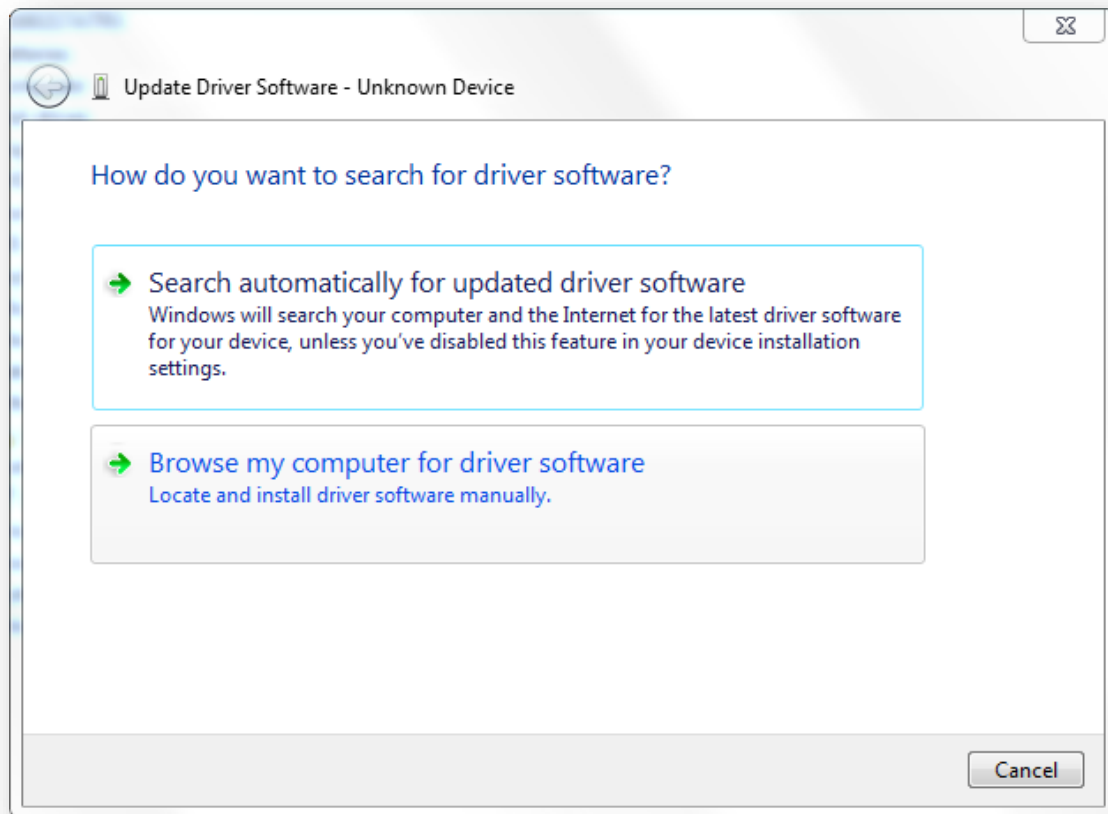 Update Driver Software - Unknown Device
How do you want to search for driver software?
Search automatically for updated driver software
Windows will search your computer and the Internet for the latest driver software
for your device, unless you've disabled this feature in your device installation
settings.
Browse my computer for driver software
Locate and install driver software manually.
Cancel